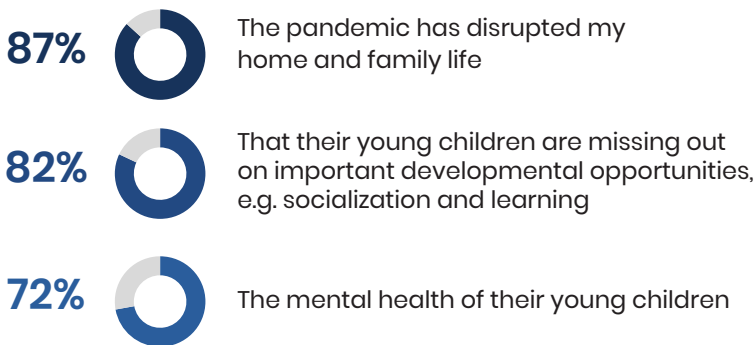 87%
The pandemic has disrupted my
home and family life
82%
That their young children are missing out
on important developmental opportunities,
e.g. socialization and learning
72%
The mental health of their young children